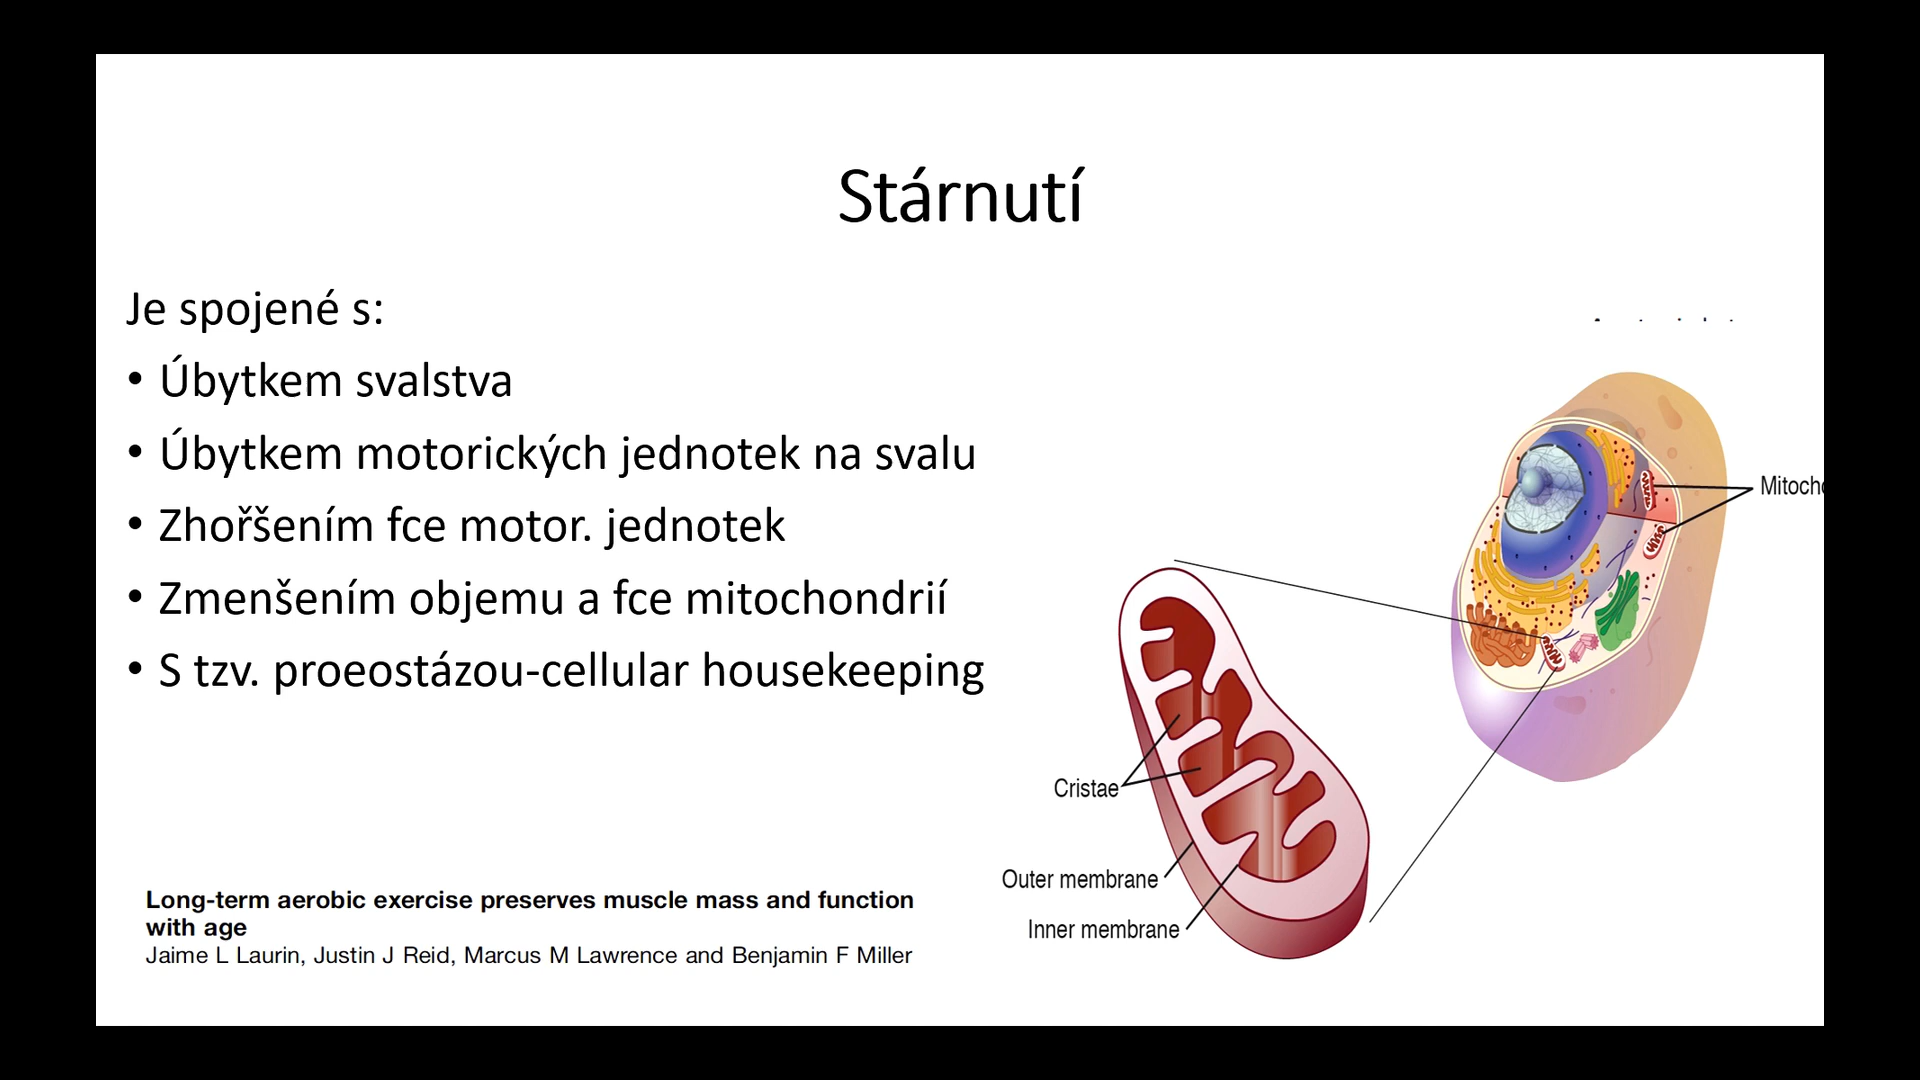 Stárnutí
Je spojené s:
• Úbytkem svalstva
• Úbytkem motorických jednotek na svalu
• Zhořšením fce motor. jednotek
• Zmenšením objemu a fce mitochondrií
• S tzv. proeostázou-cellular housekeeping
Cristae
Outer membrane
Inner membrane
Long-term aerobic exercise preserves muscle mass and function
with age
Jaime L Laurin, Justin J Reid, Marcus M Lawrence and Benjamin F Miller